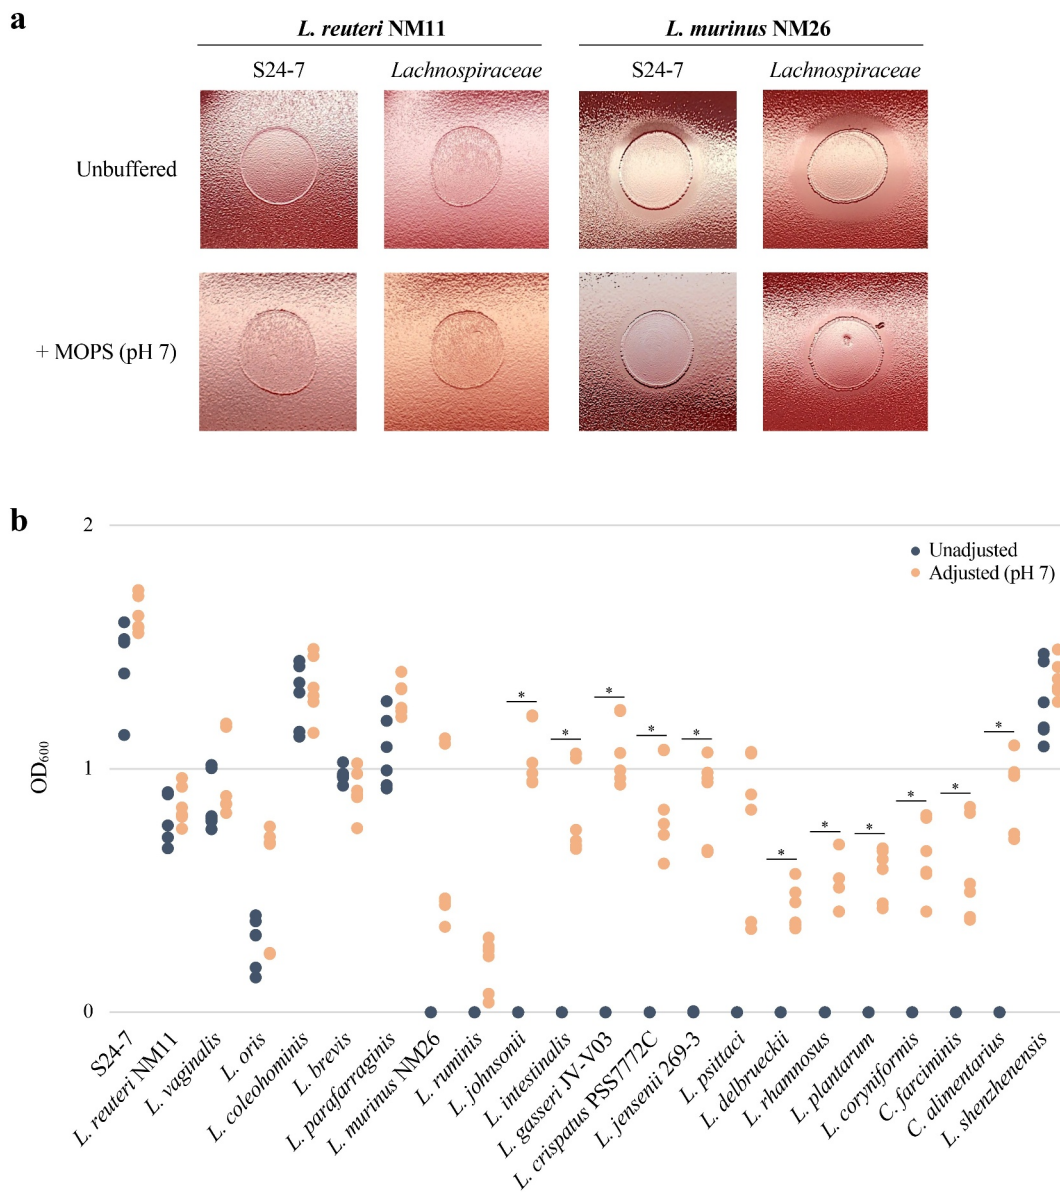 a
L. reuteri NM11
L. murinus NM26
S24-7
Lachnospiraceae
S24-7
Lachnospiraceae
Unbuffered
+ MOPS (pH 7)
b
2
Unadjusted
Adjusted (pH 7)
*
*
*
*
*
*
*
*
*
*
*
OD600
1
0
S24-7
L. reuteri NM11
L. vaginalis
L. oris
L. coleohominis
L. brevis
L. parafarraginis
L. murinus NM26
L. ruminis
L. johnsonii
L. intestinalis
L. gasseri JV-V03
L. crispatus PSS7772C
L. jensenii 269-3
L. psittaci
L. delbrueckii
L. rhamnosus
L. plantarum
L. coryniformis
C. farciminis
C. alimentarius
L. shenzhenensis